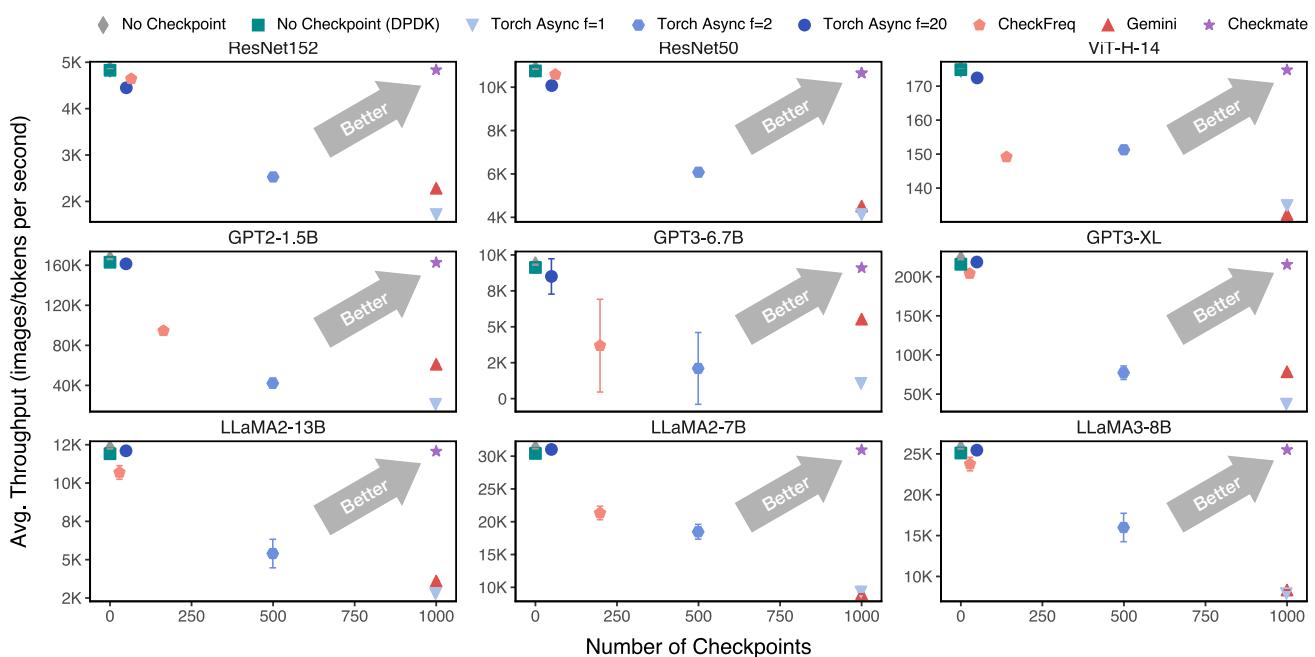 No Checkpoint No Checkpoint (DPDK) Torch Async f=1 Torch Async f=2 Torch Async f=20 CheckFreq Gemini Checkmate
Avg. Throughput (images/tokens per second)
ResNet152
5K
4K
3K
2K
Better
ResNet50
10K
8K
6K
4K
Better
ViT-H-14
170
160
150
140
Better
GPT2-1.5B
160K
120K
80K
40K
Better
GPT3-6.7B
10K
8K
5K
2K
0
Better
GPT3-XL
200K
150K
100K
50K
Better
LLaMA2-13B
12K
10K
8K
5K
2K
Better
0 250 500 750 1000
LLaMA2-7B
30K
25K
20K
15K
10K
Better
0 250 500 750 1000
LLaMA3-8B
25K
20K
15K
10K
Better
0 250 500 750 1000
Number of Checkpoints